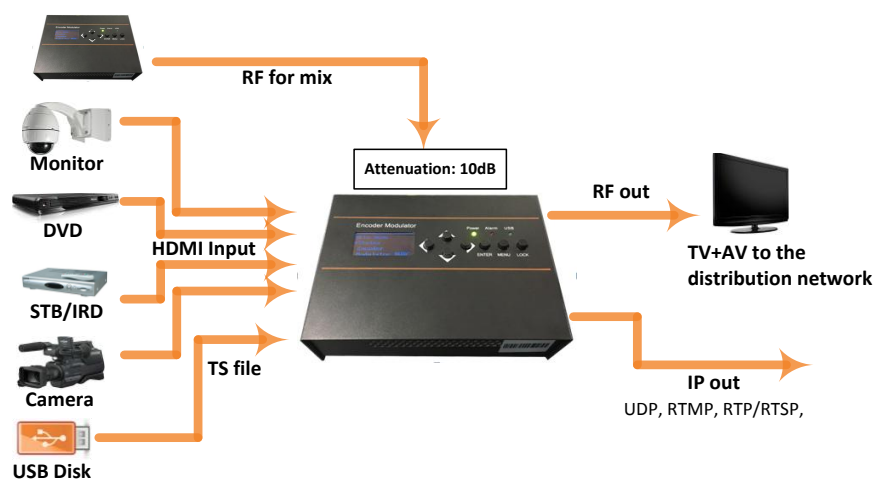 RF for mix
Monitor
Attenuation: 10dB
RF out
DVD
HDMI Input
Encoder Modulator
Power Alarm USB
ENTER MENU LOCK
TV+AV to the
distribution network
STB/IRD
TS file
Camera
IP out
UDP, RTMP, RTP/RTSP,
USB Disk